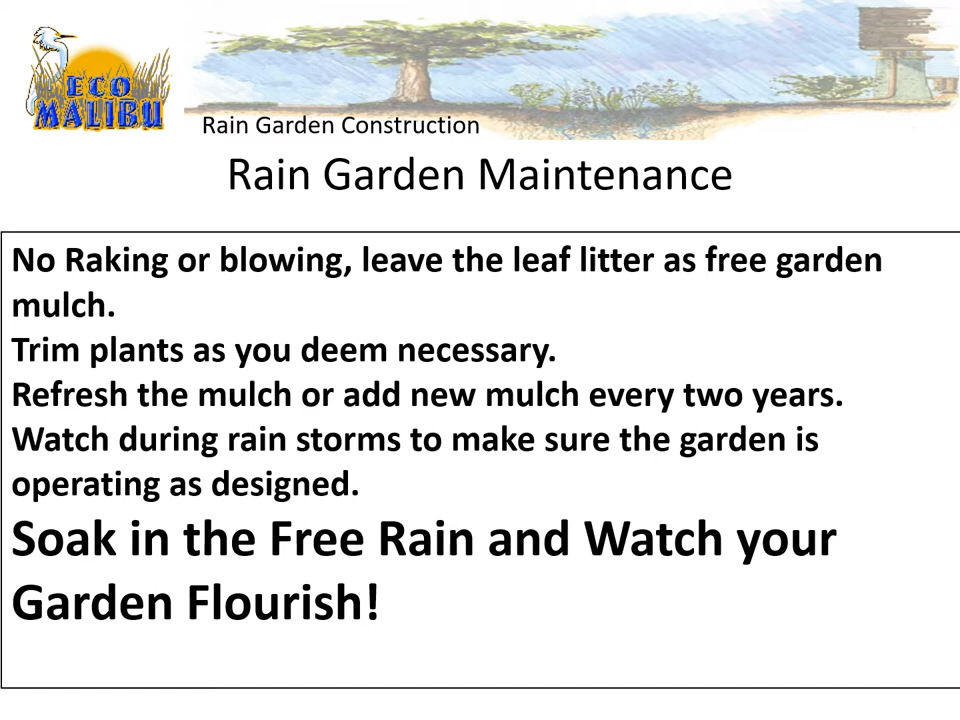 ECO
MALIBU
Rain Garden Construction
Rain Garden Maintenance
No Raking or blowing, leave the leaf litter as free garden
mulch.
Trim plants as you deem necessary.
Refresh the mulch or add new mulch every two years.
Watch during rain storms to make sure the garden is
operating as designed.
Soak in the Free Rain and Watch your
Garden Flourish!